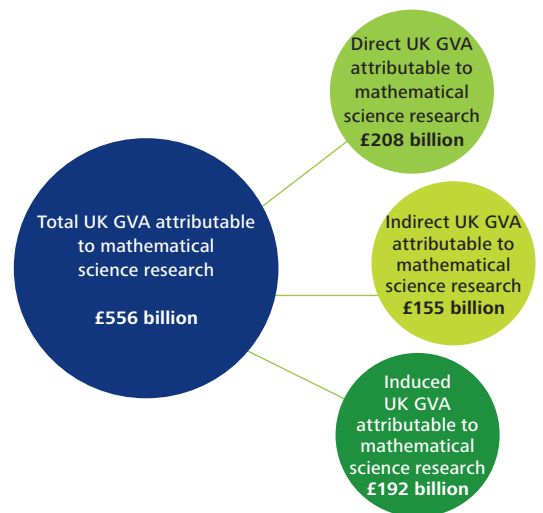 Total UK GVA attributable
to mathematical
science research
£556 billion
Direct UK GVA
attributable to
mathematical
science research
£208 billion
Indirect UK GVA
attributable to
mathematical
science research
£155 billion
Induced
UK GVA
attributable to
mathematical
science research
£192 billion